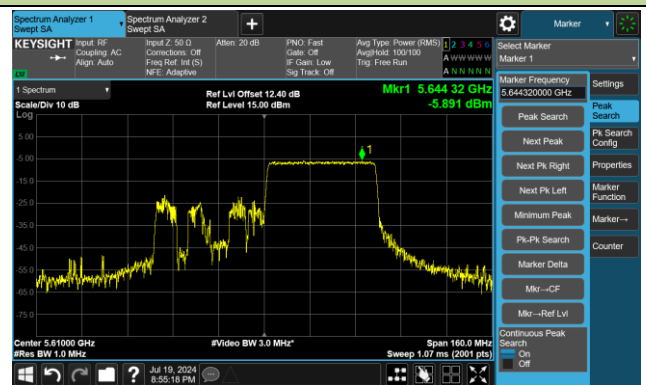 Spectrum Analyzer 1
Swept SA
Spectrum Analyzer 2
Swept SA
+
Marker
KEYSIGHT
Input: RF
Coupling: AC
Align: Auto
Input Z: 50 Ω
Corrections: Off
Freq Ref: Int (S)
NFE: Adaptive
Atten: 20 dB
PNO: Fast
Gate: Off
IF Gain: Low
Sig Track: Off
Avg Type: Power (RMS)
Avg|Hold: 100/100
Trig: Free Run
1 2 3 4 5 6
A W W W W W
A N N N N N
Select Marker
Marker 1
1 Spectrum
Scale/Div 10 dB
Log
Ref Lvl Offset 12.40 dB
Ref Level 15.00 dBm
Mkr1 5.644 32 GHz
-5.891 dBm
1
5.00
-5.00
-15.0
-25.0
-35.0
-45.0
-55.0
-65.0
-75.0
Center 5.61000 GHz
#Res BW 1.0 MHz
#Video BW 3.0 MHz*
Span 160.0 MHz
Sweep 1.07 ms (2001 pts)
Marker Frequency
5.644320000 GHz
Peak Search
Next Peak
Next Pk Right
Next Pk Left
Minimum Peak
Pk-Pk Search
Marker Delta
Mkr→CF
Mkr→Ref Lvl
Continuous Peak
Search
On
Off
Settings
Peak
Search
Pk Search
Config
Properties
Marker
Function
Marker→
Counter
?
Jul 19, 2024
8:55:18 PM